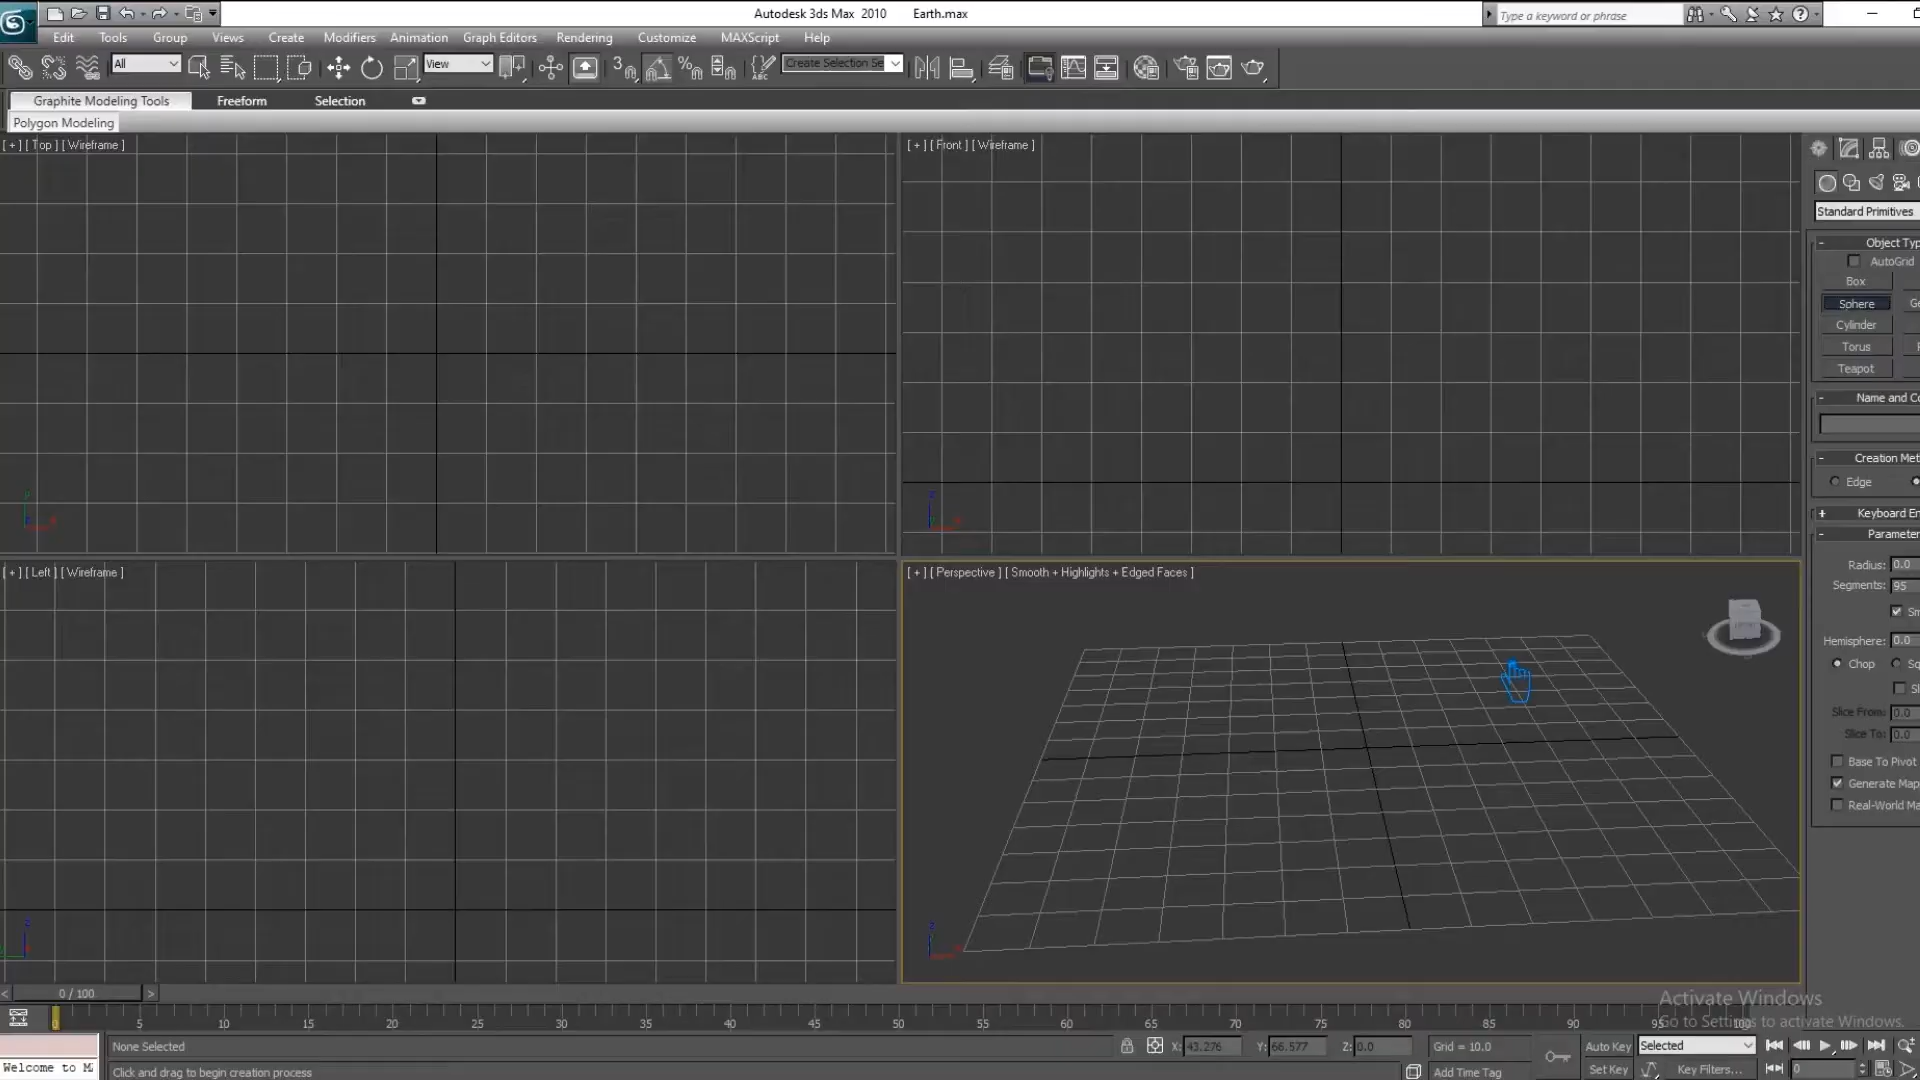 Autodesk 3ds Max 2010 Earth.max
Type a keyword or phrase
Edit Tools Group Views Create Modifiers Animation Graph Editors Rendering Customize MAXScript Help
All View Create Selection Se
Graphite Modeling Tools Freeform Selection
Polygon Modeling
[ + ] [ Top ] [ Wireframe ]
[ + ] [ Front ] [ Wireframe ]
Standard Primitives
Object Typ
AutoGrid
Box
Sphere Ge
Cylinder
Torus
Teapot
Name and Co
Creation Met
Edge
Keyboard En
Parameter
Radius: 0.0
Segments: 95
Sm
Hemisphere: 0.0
Chop Sq
Sl
Slice From: 0.0
Slice To: 0.0
Base To Pivot
Generate Map
Real-World Ma
[ + ] [ Left ] [ Wireframe ]
[ + ] [ Perspective ] [ Smooth + Highlights + Edged Faces ]
< 0 / 100 >
0 5 10 15 20 25 30 35 40 45 50 55 60 65 70 75 80 85 90 95 100
Activate Windows
Go to Settings to activate Windows.
None Selected X: 43.276 Y: 66.577 Z: 0.0 Grid = 10.0 Auto Key Selected
Welcome to M Click and drag to begin creation process Add Time Tag Set Key Key Filters... 0